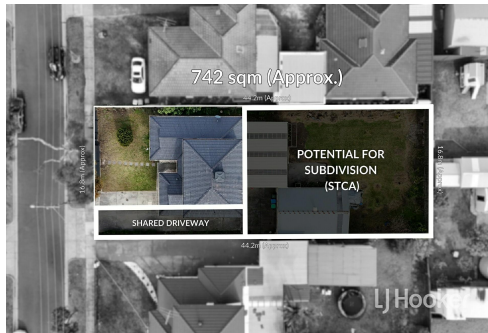 742 sqm (Approx.)
44.2m (Approx)
16.8m (Approx)
POTENTIAL FOR
SUBDIVISION
(STCA)
16.8m (Approx)
SHARED DRIVEWAY
44.2m (Approx)
LJ Hooker